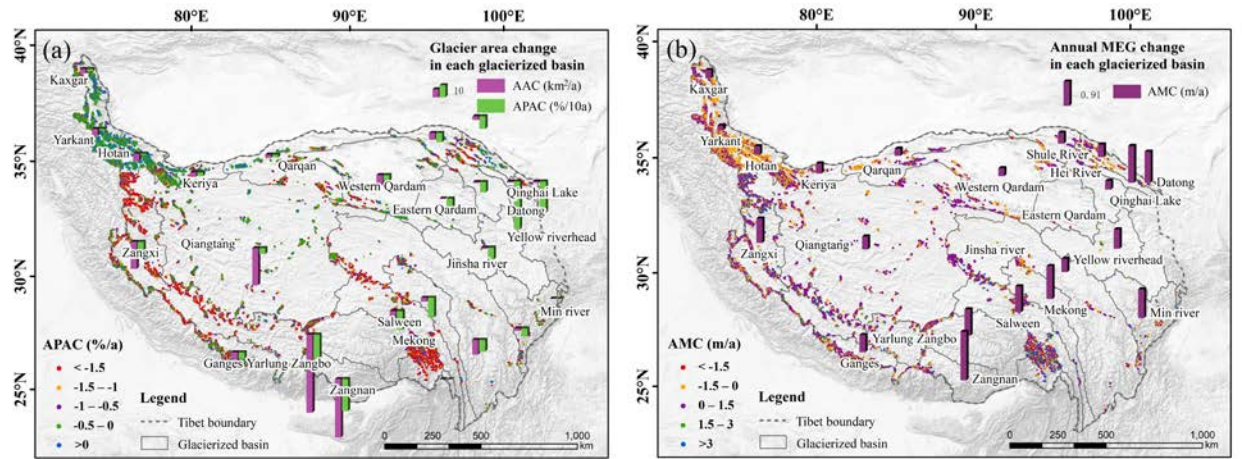 80°E 90°E 100°E
40°N
35°N
30°N
25°N
(a)
Glacier area change
in each glacierized basin
10
AAC (km²/a)
APAC (%/10a)
Kaxgar
Yarkant
Hotan
Keriya
Qarqan
Western Qardam
Eastern Qardam
Qinghai Lake
Datong
Yellow riverhead
Zangxi
Qiangtang
Jinsha river
Min river
Salween
Mekong
Ganges Yarlung Zangbo
Zangnan
APAC (%/a)
< -1.5
-1.5 – -1
-1 – -0.5
-0.5 – 0
>0
Legend
Tibet boundary
Glacierized basin
0 250 500 1,000
km
80°E 90°E 100°E
40°N
35°N
30°N
25°N
(b)
Annual MEG change
in each glacierized basin
0.91
AMC (m/a)
Kaxgar
Yarkant
Hotan
Keriya
Qarqan
Western Qardam
Shule River
Hei River
Datong
Qinghai Lake
Eastern Qardam
Zangxi
Qiangtang
Jinsha river
Yellow riverhead
Mekong
Min river
Salween
Yarlung Zangbo
Ganges
Zangnan
AMC (m/a)
< -1.5
-1.5 – 0
0 – 1.5
1.5 – 3
>3
Legend
Tibet boundary
Glacierized basin
0 250 500 1,000
km